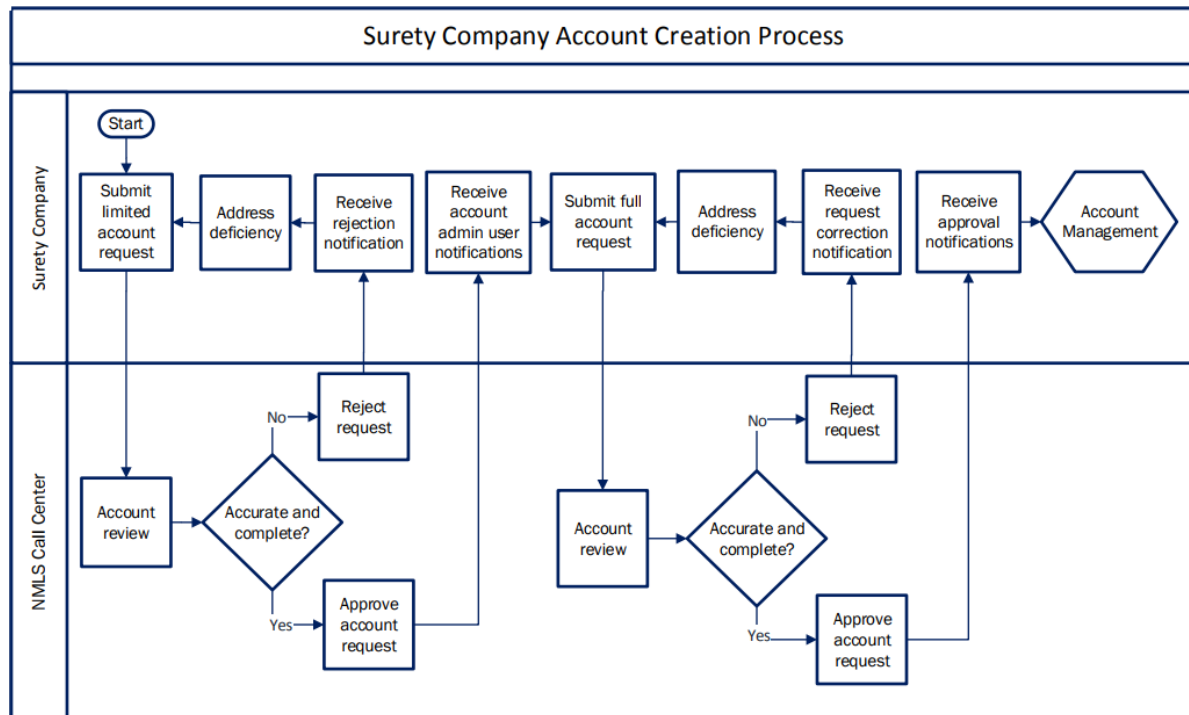 Surety Company Account Creation Process
Surety Company
Start
Submit
limited
account
request
Address
deficiency
Receive
rejection
notification
Receive
account
admin user
notifications
Submit full
account
request
Address
deficiency
Receive
request
correction
notification
Receive
approval
notifications
Account
Management
NMLS Call Center
Account
review
Accurate and
complete?
No
Reject
request
Yes
Approve
account
request
Account
review
Accurate and
complete?
No
Reject
request
Yes
Approve
account
request